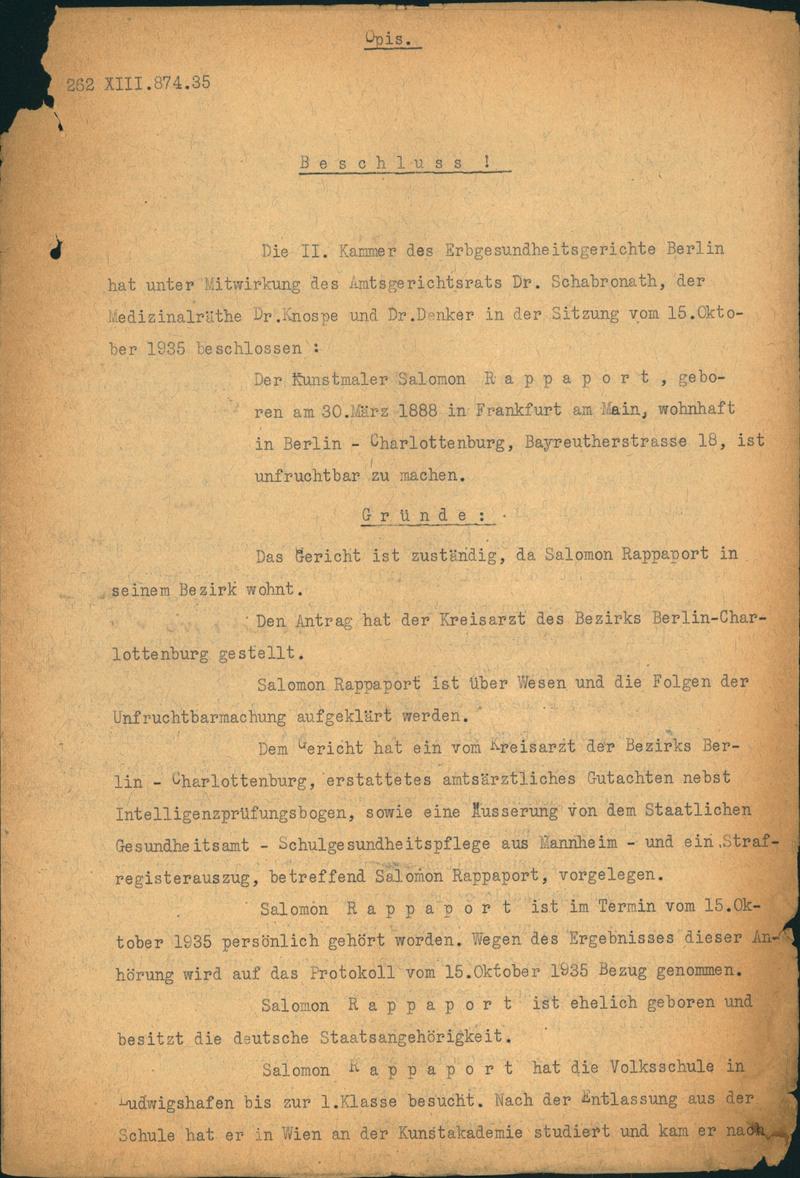 Opis.
262 XIII.874.35
B e s c h l u s s !
Die II. Kammer des Erbgesundheitsgerichte Berlin
hat unter Mitwirkung des Amtsgerichtsrats Dr. Schabronath, der
Medizinalräthe Dr.Knospe und Dr.Denker in der Sitzung vom 15.Okto-
ber 1935 beschlossen :
Der Kunstmaler Salomon R a p p a p o r t , gebo-
ren am 30.März 1888 in Frankfurt am Main, wohnhaft
in Berlin - Charlottenburg, Bayreutherstrasse 18, ist
unfruchtbar zu machen.
G r ü n d e :
Das Gericht ist zuständig, da Salomon Rappaport in
seinem Bezirk wohnt.
Den Antrag hat der Kreisarzt des Bezirks Berlin-Char-
lottenburg gestellt.
Salomon Rappaport ist über Wesen und die Folgen der
Unfruchtbarmachung aufgeklärt werden.
Dem Gericht hat ein vom Kreisarzt der Bezirks Ber-
lin - Charlottenburg, erstattetes amtsärztliches Gutachten nebst
Intelligenzprüfungsbogen, sowie eine Äusserung von dem Staatlichen
Gesundheitsamt - Schulgesundheitspflege aus Mannheim - und ein Straf-
registerauszug, betreffend Salomon Rappaport, vorgelegen.
Salomon R a p p a p o r t ist im Termin vom 15.Ok-
tober 1935 persönlich gehört worden. Wegen des Ergebnisses dieser An-
hörung wird auf das Protokoll vom 15.Oktober 1935 Bezug genommen.
Salomon R a p p a p o r t ist ehelich geboren und
besitzt die deutsche Staatsangehörigkeit.
Salomon R a p p a p o r t hat die Volksschule in
Ludwigshafen bis zur 1.Klasse besucht. Nach der Entlassung aus der
Schule hat er in Wien an der Kunstakademie studiert und kam er nach